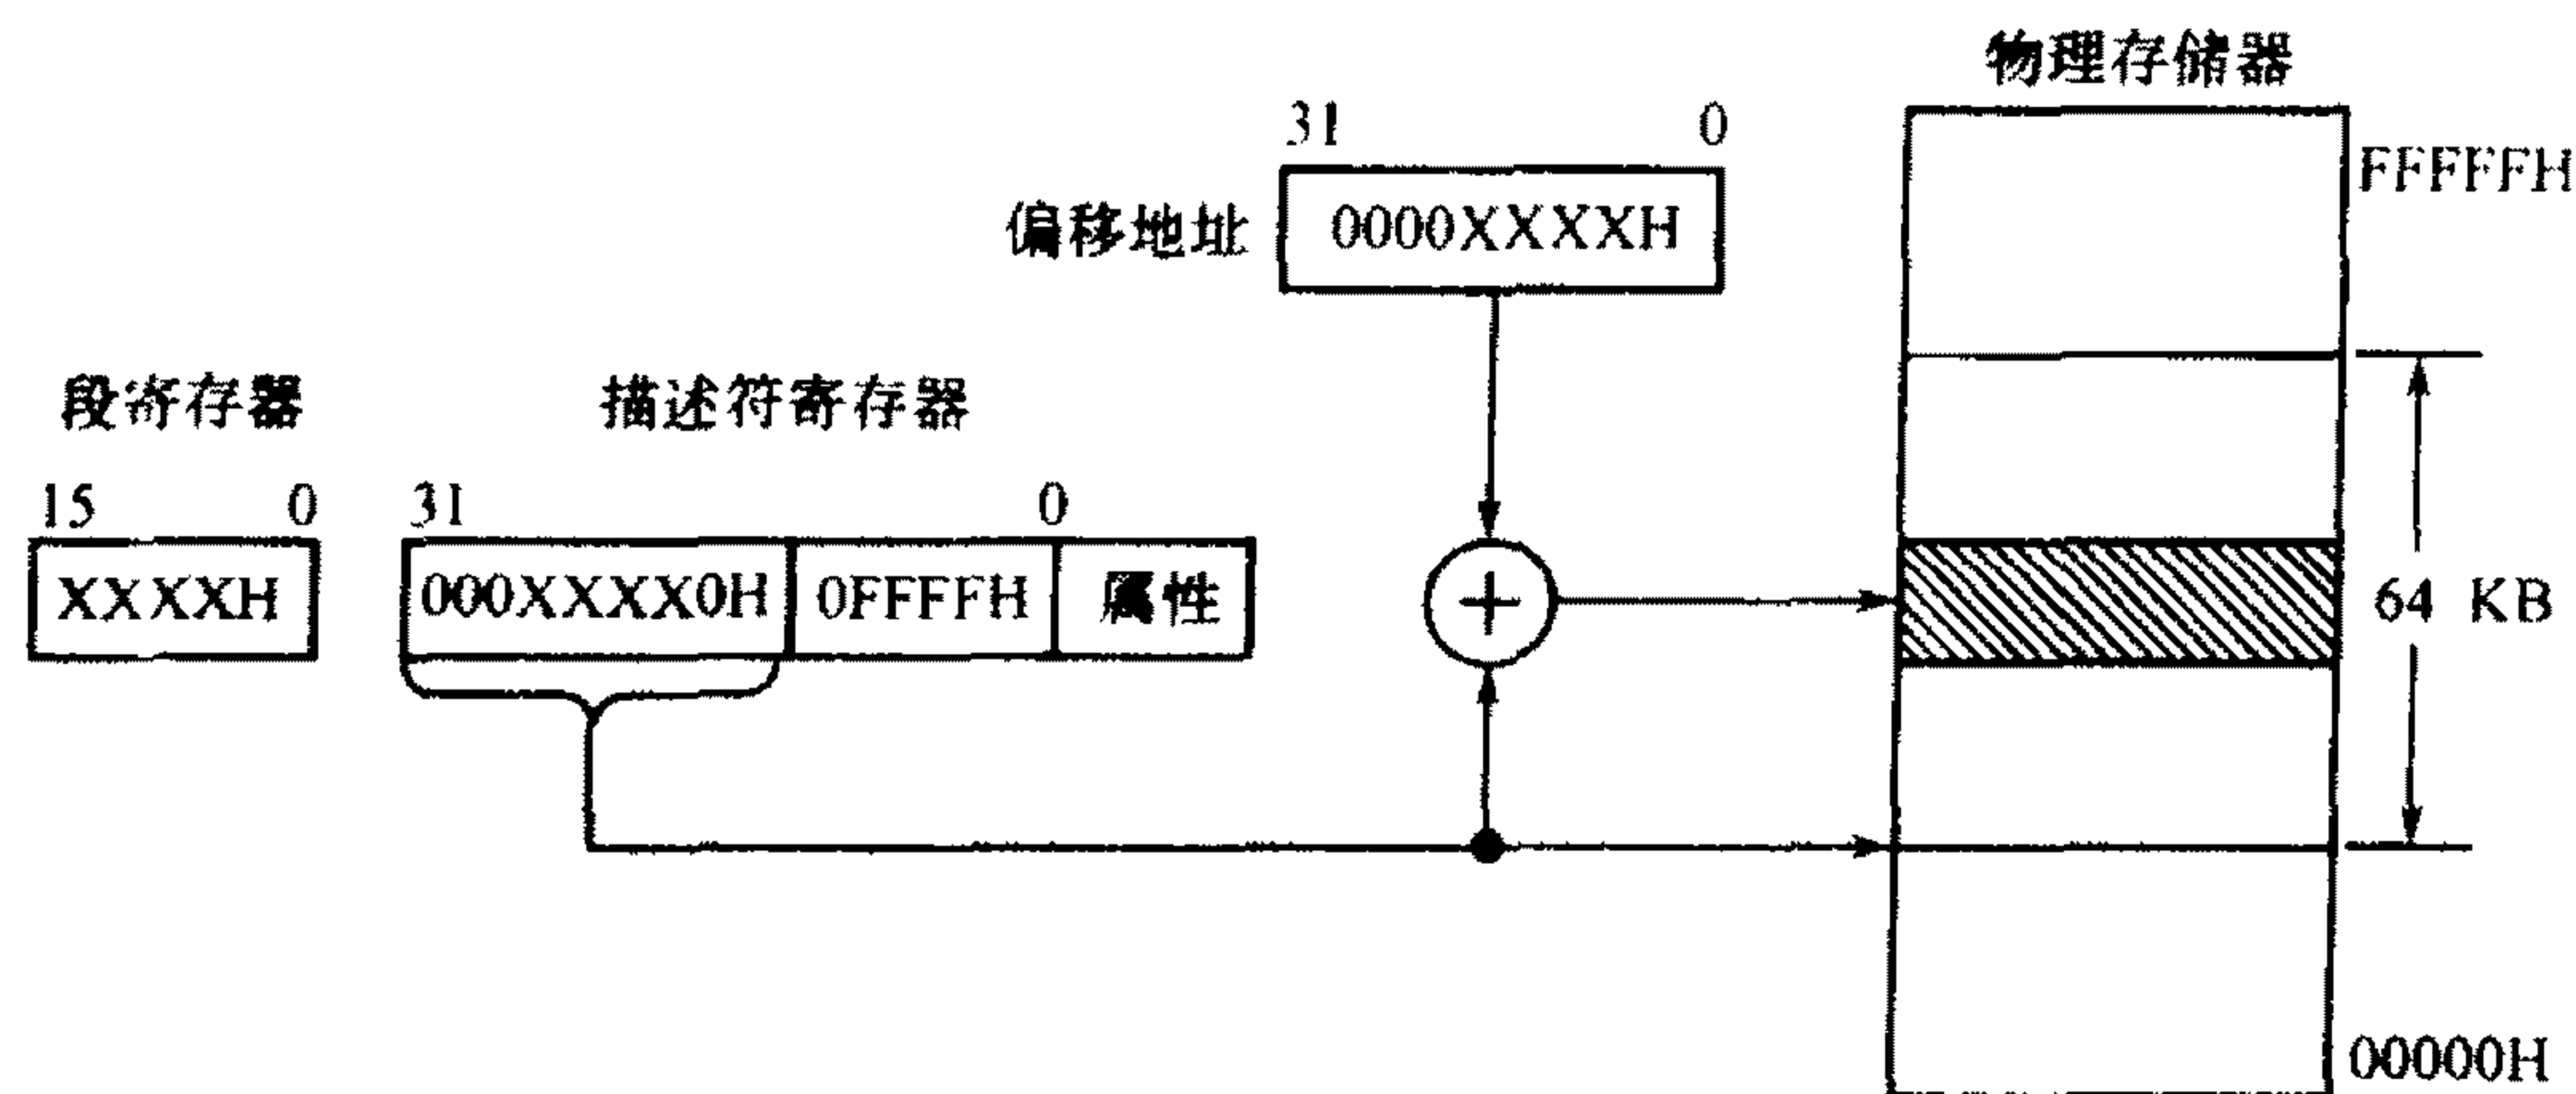 物理存储器
31 0
FFFFFH
偏移地址 0000XXXXH
段寄存器 描述符寄存器
15 0 31 0
XXXXH 000XXXX0H 0FFFFH 属性
+
64 KB
00000H